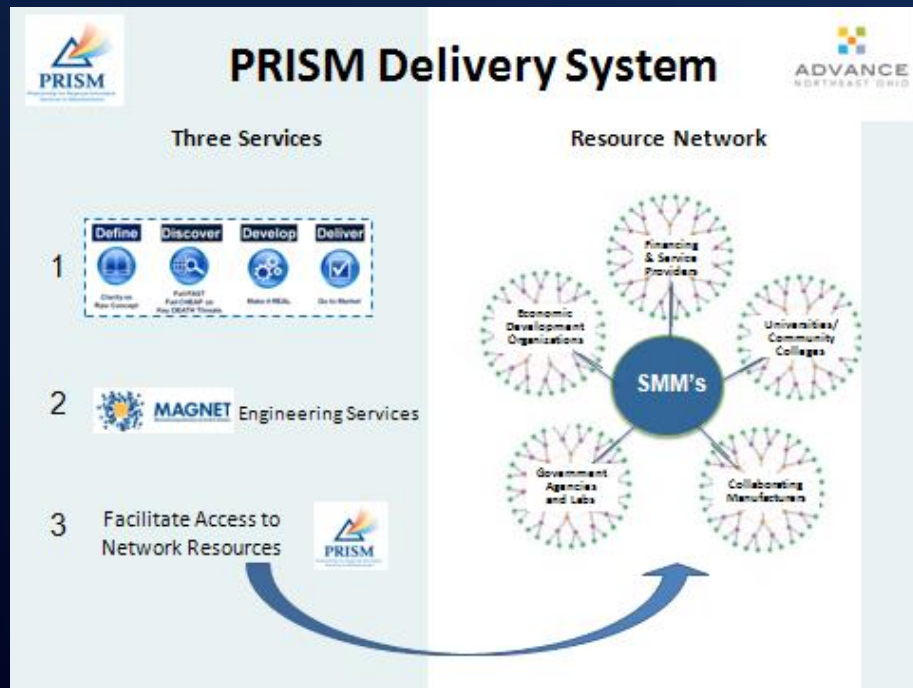 PRISM
PRISM Delivery System
ADVANCE
NORTHEAST OHIO
Three Services
Resource Network
1
Define Discover Develop Deliver
Clarity on
Raw Concept
Fail FAST
Fail CHEAP on
Key DEATH Threats
Make it REAL
Go to Market
2
MAGNET Engineering Services
3
Facilitate Access to
Network Resources
PRISM
Financing
& Service
Providers
Economic
Development
Organizations
Universities/
Community
Colleges
SMM's
Government
Agencies
and Labs
Collaborating
Manufacturers